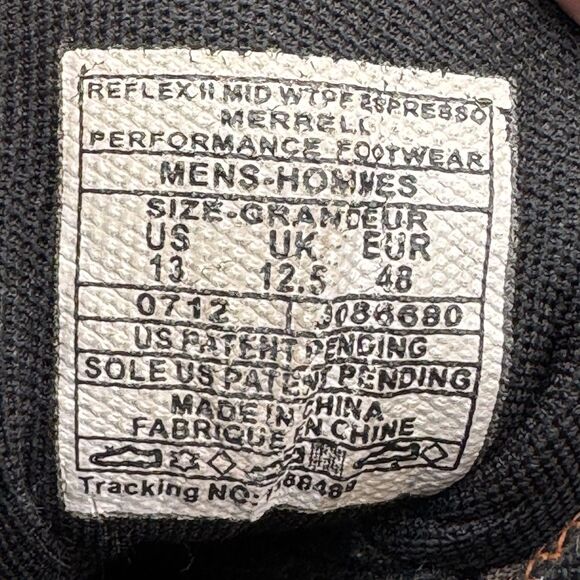 REFLEX II MID WTPF ESPRESSO
MERRELL
PERFORMANCE FOOTWEAR
MENS-HOMMES
SIZE-GRANDEUR
US UK EUR
13 12.5 48
0712
US PATENT PENDING
SOLE US PATENT PENDING
MADE IN CHINA
FABRIQUE EN CHINE
Tracking NO: